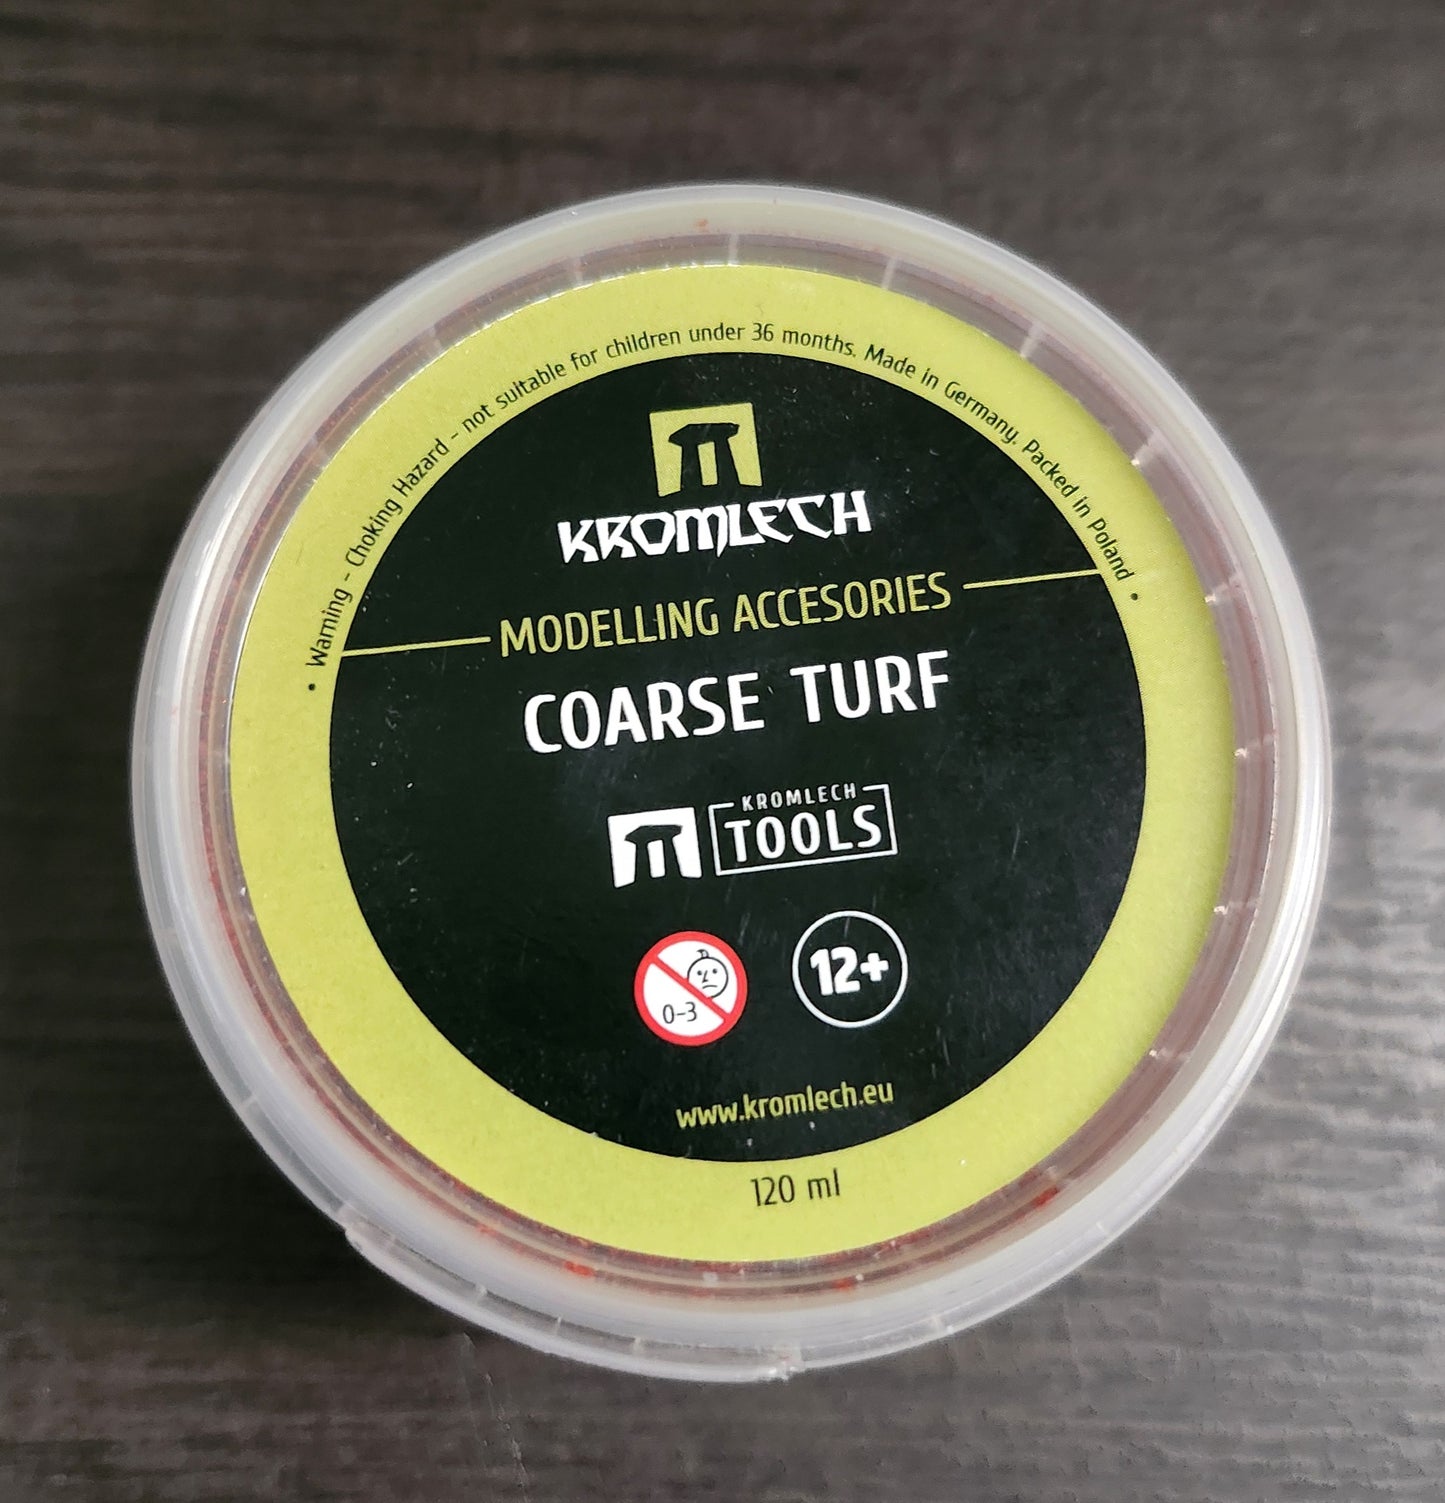 • Warning - Choking Hazard - not suitable for children under 36 months. Made in Germany. Packed in Poland •
KROMLECH
MODELLING ACCESORIES
COARSE TURF
KROMLECH
TOOLS
0-3
12+
www.kromlech.eu
120 ml